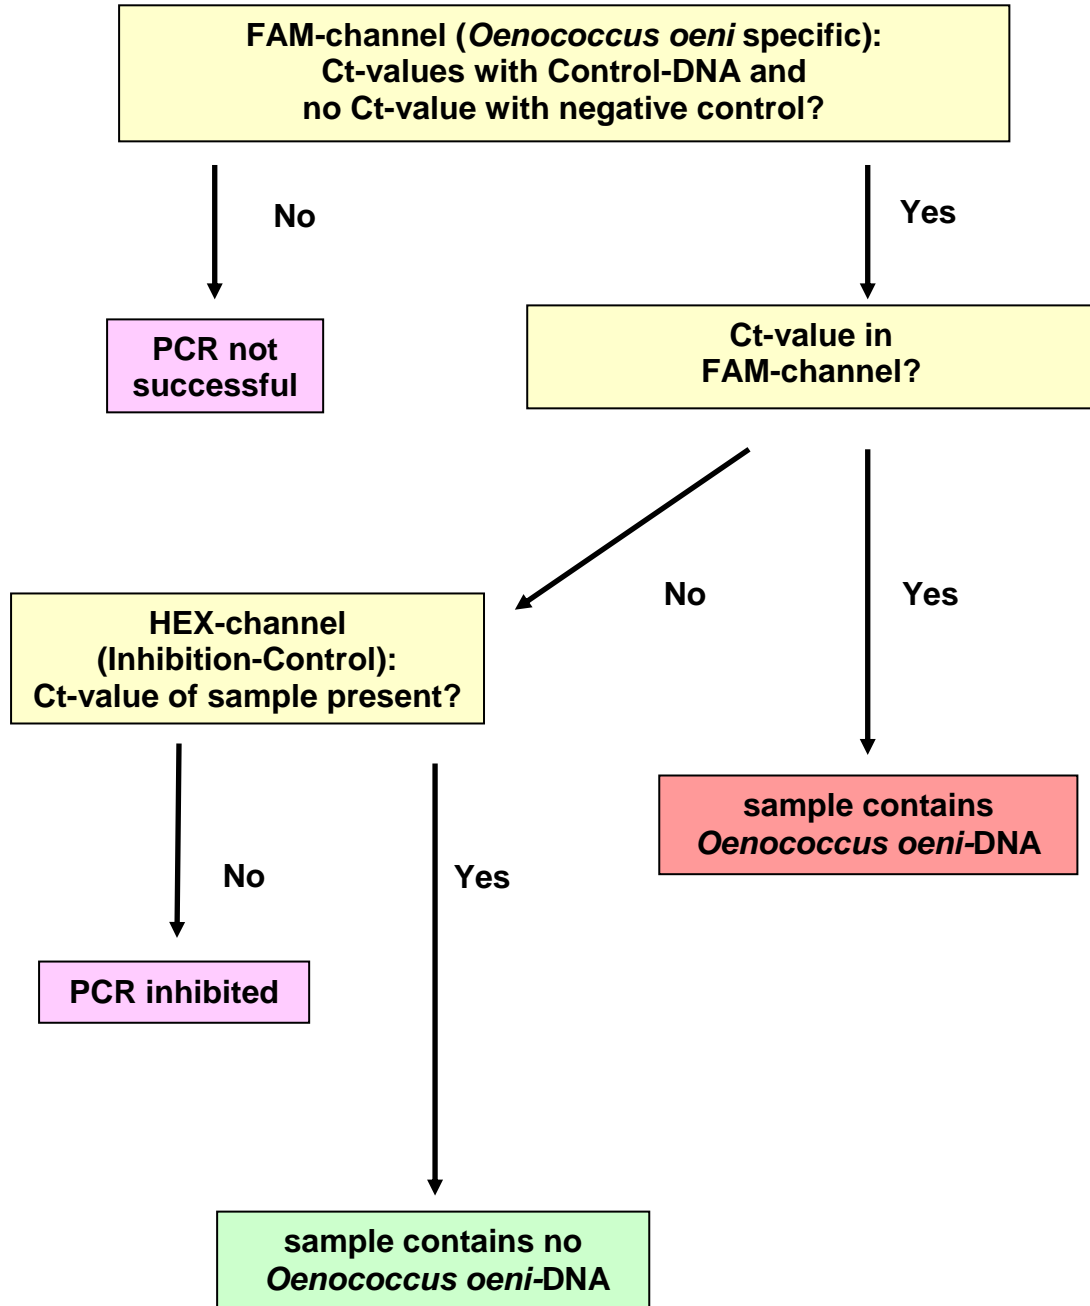 FAM-channel (Oenococcus oeni specific):
Ct-values with Control-DNA and
no Ct-value with negative control?
No
Yes
PCR not
successful
Ct-value in
FAM-channel?
No
Yes
HEX-channel
(Inhibition-Control):
Ct-value of sample present?
sample contains
Oenococcus oeni-DNA
No
Yes
PCR inhibited
sample contains no
Oenococcus oeni-DNA